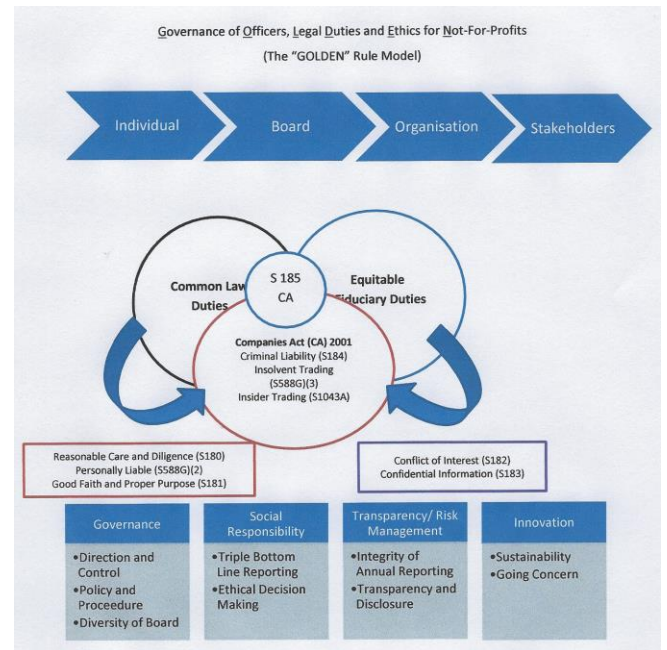 Governance of Officers, Legal Duties and Ethics for Not-For-Profits
(The “GOLDEN” Rule Model)
Individual
Board
Organisation
Stakeholders
Common Law
Duties
S 185
CA
Equitable
Fiduciary Duties
Companies Act (CA) 2001
Criminal Liability (S184)
Insolvent Trading
(S588G)(3)
Insider Trading (S1043A)
Reasonable Care and Diligence (S180)
Personally Liable (S588G)(2)
Good Faith and Proper Purpose (S181)
Conflict of Interest (S182)
Confidential Information (S183)
Governance
•Direction and
Control
•Policy and
Proceedure
•Diversity of Board
Social
Responsibility
•Triple Bottom
Line Reporting
•Ethical Decision
Making
Transparency/ Risk
Management
•Integrity of
Annual Reporting
•Transparency and
Disclosure
Innovation
•Sustainability
•Going Concern